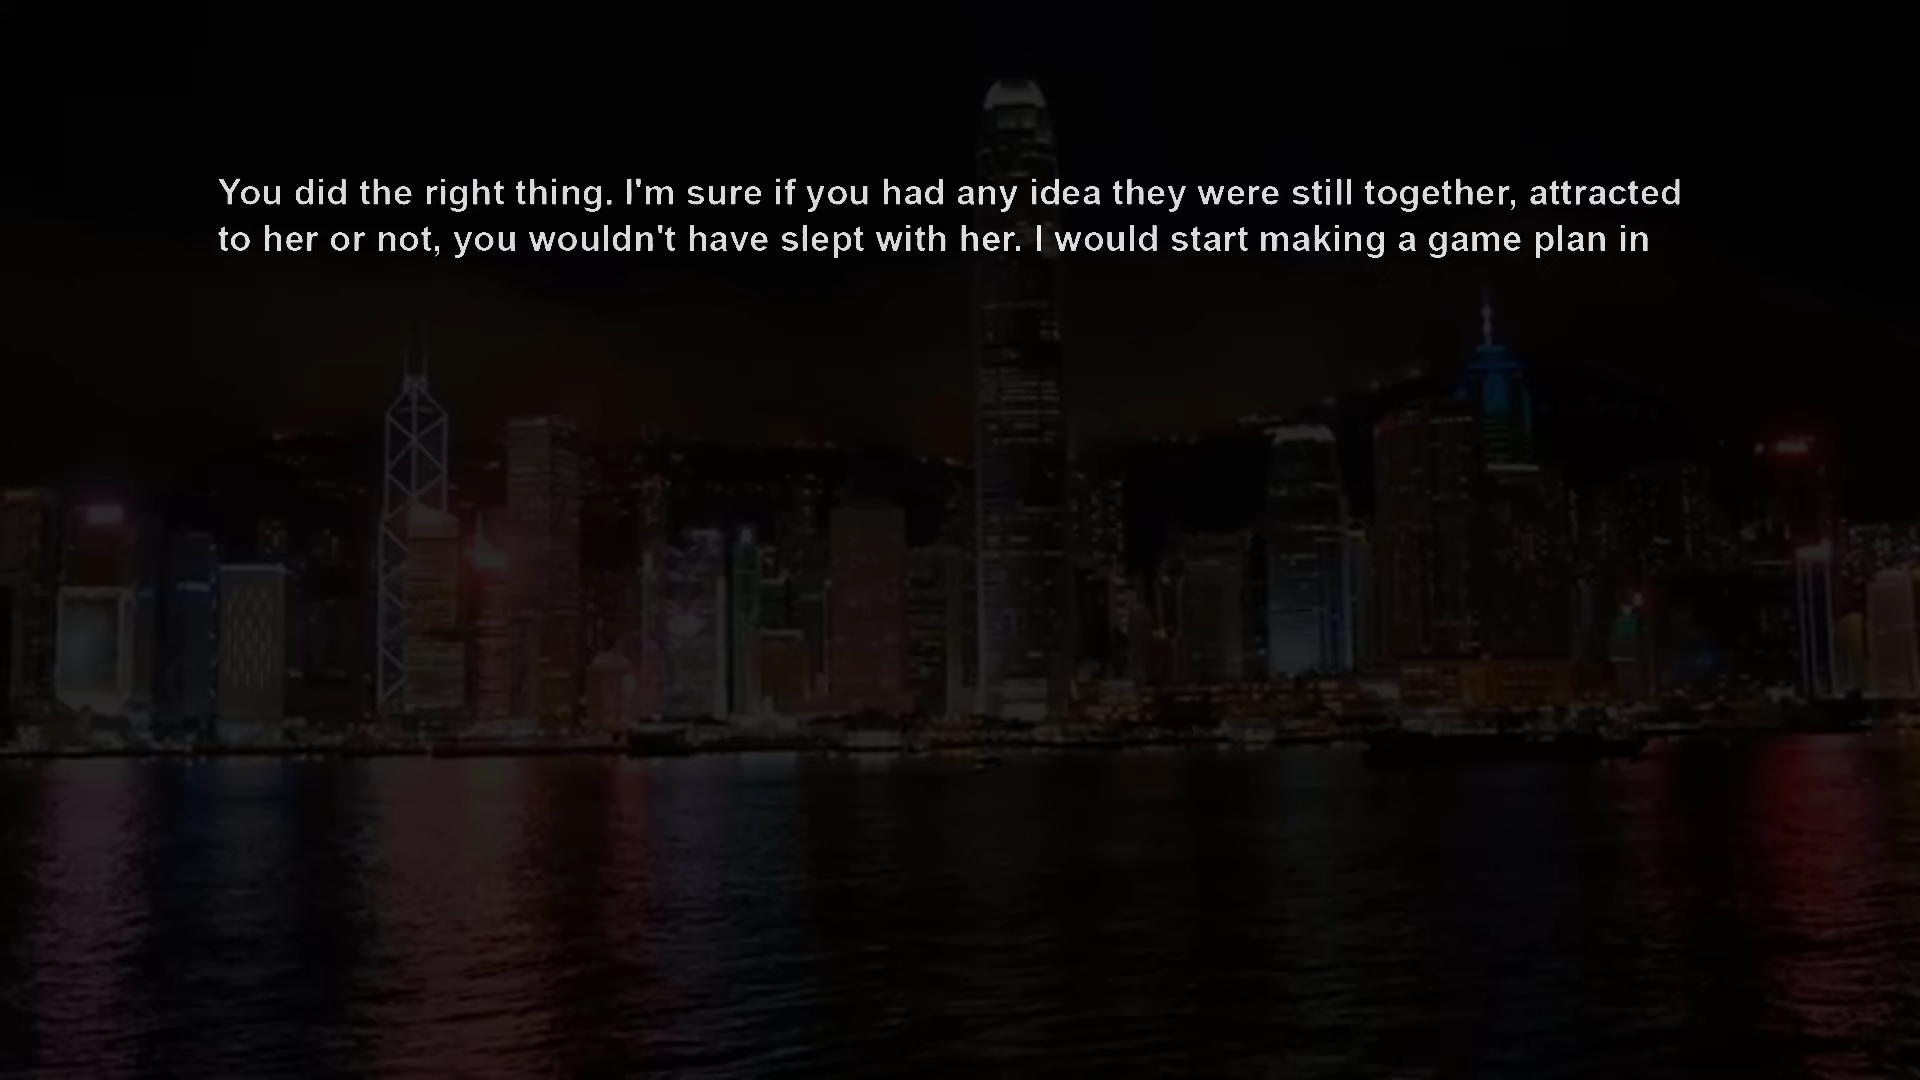 You did the right thing. I'm sure if you had any idea they were still together, attracted
to her or not, you wouldn't have slept with her. I would start making a game plan in